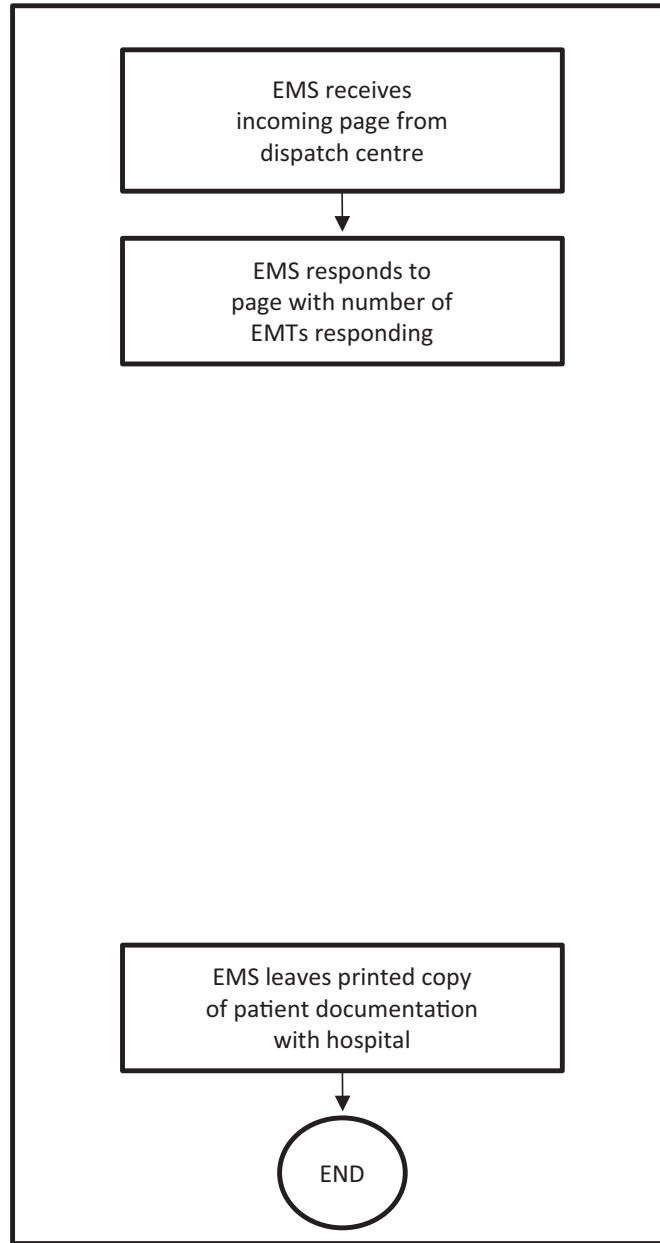 EMS receives
incoming page from
dispatch centre
EMS responds to
page with number of
EMTs responding
EMS leaves printed copy
of patient documentation
with hospital
END